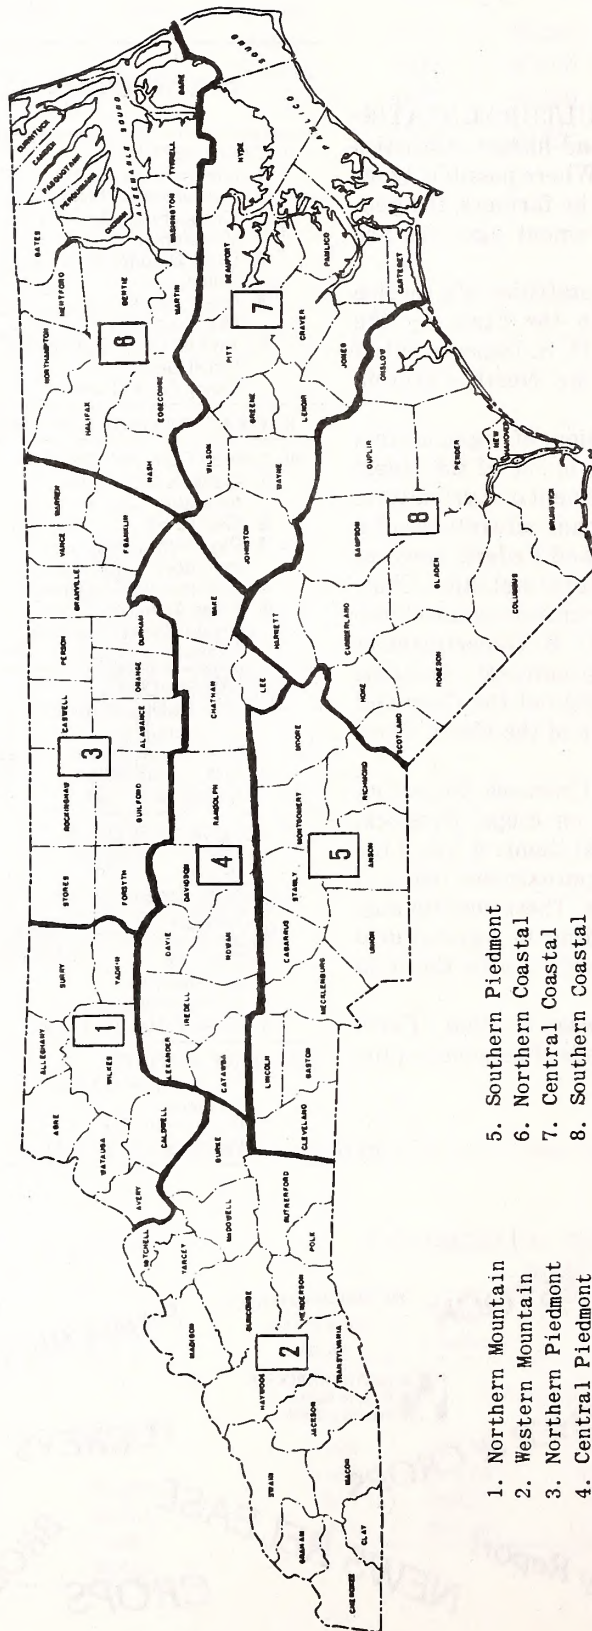 ALLEGHANY
ASHE
SURRY
WATAUGA
WILKES
YADKIN
AVERY
CALDWELL
1
MITCHELL
YANCEY
MADISON
BURKE
MCDOWELL
BUNCOMBE
HAYWOOD
RUTHERFORD
POLK
HENDERSON
TRANSYLVANIA
JACKSON
SWAIN
MACON
GRAHAM
CLAY
CHEROKEE
2
STOKES
ROCKINGHAM
CASWELL
PERSON
GRANVILLE
VANCE
WARREN
FORSYTH
GUILFORD
ALAMANCE
ORANGE
DURHAM
FRANKLIN
3
ALEXANDER
IREDELL
DAVIE
DAVIDSON
RANDOLPH
CHATHAM
WAKE
LEE
CATAWBA
ROWAN
4
CLEVELAND
LINCOLN
GASTON
MECKLENBURG
CABARRUS
STANLY
MONTGOMERY
MOORE
UNION
ANSON
RICHMOND
5
NORTHAMPTON
GATES
HERTFORD
CURRITUCK
CAMDEN
PASQUOTANK
PERQUIMANS
CHOWAN
HALIFAX
BERTIE
ALBEMARLE SOUND
NASH
EDGECOMBE
MARTIN
WASHINGTON
TYRRELL
DARE
6
JOHNSTON
WILSON
WAYNE
GREENE
LENOIR
PITT
BEAUFORT
HYDE
CRAVEN
PAMLICO
JONES
CARTERET
PAMLICO SOUND
7
HARNETT
HOKE
CUMBERLAND
SAMPSON
DUPLIN
ONSLOW
SCOTLAND
ROBESON
BLADEN
PENDER
NEW HANOVER
COLUMBUS
BRUNSWICK
8
1. Northern Mountain
2. Western Mountain
3. Northern Piedmont
4. Central Piedmont
5. Southern Piedmont
6. Northern Coastal
7. Central Coastal
8. Southern Coastal